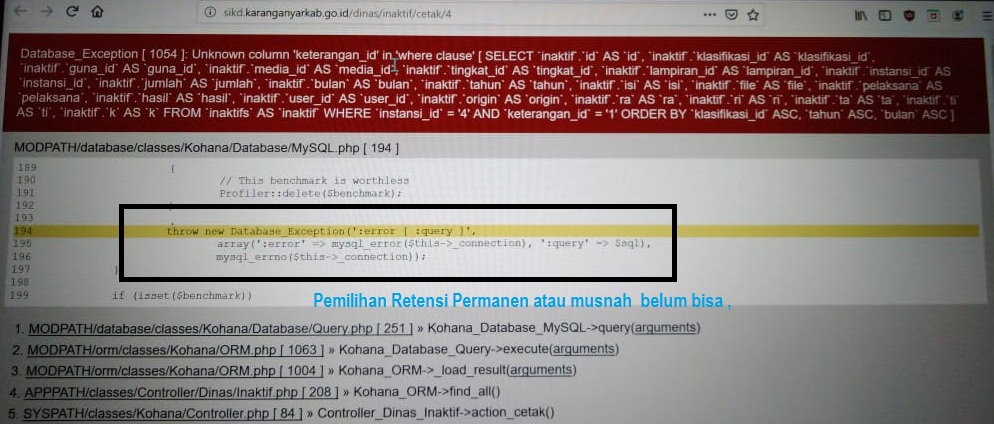 sikd.karanganyarkab.go.id/dinas/inaktif/cetak/4
Database_Exception [ 1054 ]: Unknown column 'keterangan_id' in 'where clause' [ SELECT `inaktif`.`id` AS `id`, `inaktif`.`klasifikasi_id` AS `klasifikasi_id`,
`inaktif`.`guna_id` AS `guna_id`, `inaktif`.`media_id` AS `media_id`, `inaktif`.`tingkat_id` AS `tingkat_id`, `inaktif`.`lampiran_id` AS `lampiran_id`, `inaktif`.`instansi_id` AS
`instansi_id`, `inaktif`.`jumlah` AS `jumlah`, `inaktif`.`bulan` AS `bulan`, `inaktif`.`tahun` AS `tahun`, `inaktif`.`isi` AS `isi`, `inaktif`.`file` AS `file`, `inaktif`.`pelaksana` AS
`pelaksana`, `inaktif`.`hasil` AS `hasil`, `inaktif`.`user_id` AS `user_id`, `inaktif`.`origin` AS `origin`, `inaktif`.`ra` AS `ra`, `inaktif`.`ri` AS `ri`, `inaktif`.`ta` AS `ta`, `inaktif`.`ti`
AS `ti`, `inaktif`.`k` AS `k` FROM `inaktifs` AS `inaktif` WHERE `instansi_id` = '4' AND `keterangan_id` = '1' ORDER BY `klasifikasi_id` ASC, `tahun` ASC, `bulan` ASC ]
MODPATH/database/classes/Kohana/Database/MySQL.php [ 194 ]
189 {
190 // This benchmark is worthless
191 Profiler::delete($benchmark);
192 }
193
194 throw new Database_Exception(':error [ :query ]',
195 array(':error' => mysql_error($this->_connection), ':query' => $sql),
196 mysql_errno($this->_connection));
197 }
198
199 if (isset($benchmark))
Pemilihan Retensi Permanen atau musnah belum bisa ,
1. MODPATH/database/classes/Kohana/Database/Query.php [ 251 ] » Kohana_Database_MySQL->query(arguments)
2. MODPATH/orm/classes/Kohana/ORM.php [ 1063 ] » Kohana_Database_Query->execute(arguments)
3. MODPATH/orm/classes/Kohana/ORM.php [ 1004 ] » Kohana_ORM->_load_result(arguments)
4. APPPATH/classes/Controller/Dinas/Inaktif.php [ 208 ] » Kohana_ORM->find_all()
5. SYSPATH/classes/Kohana/Controller.php [ 84 ] » Controller_Dinas_Inaktif->action_cetak()